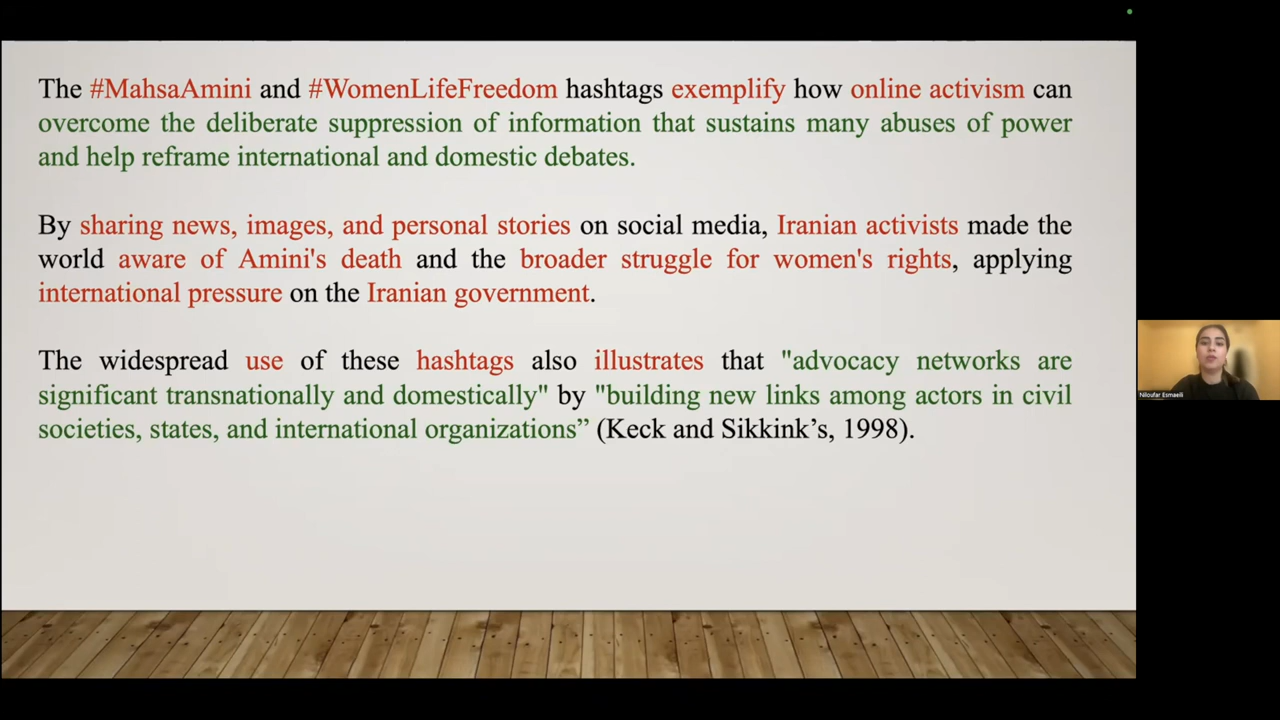 The #MahsaAmini and #WomenLifeFreedom hashtags exemplify how online activism can
overcome the deliberate suppression of information that sustains many abuses of power
and help reframe international and domestic debates.
By sharing news, images, and personal stories on social media, Iranian activists made the
world aware of Amini's death and the broader struggle for women's rights, applying
international pressure on the Iranian government.
The widespread use of these hashtags also illustrates that "advocacy networks are
significant transnationally and domestically" by "building new links among actors in civil
societies, states, and international organizations” (Keck and Sikkink’s, 1998).
Niloufar Esmaeili